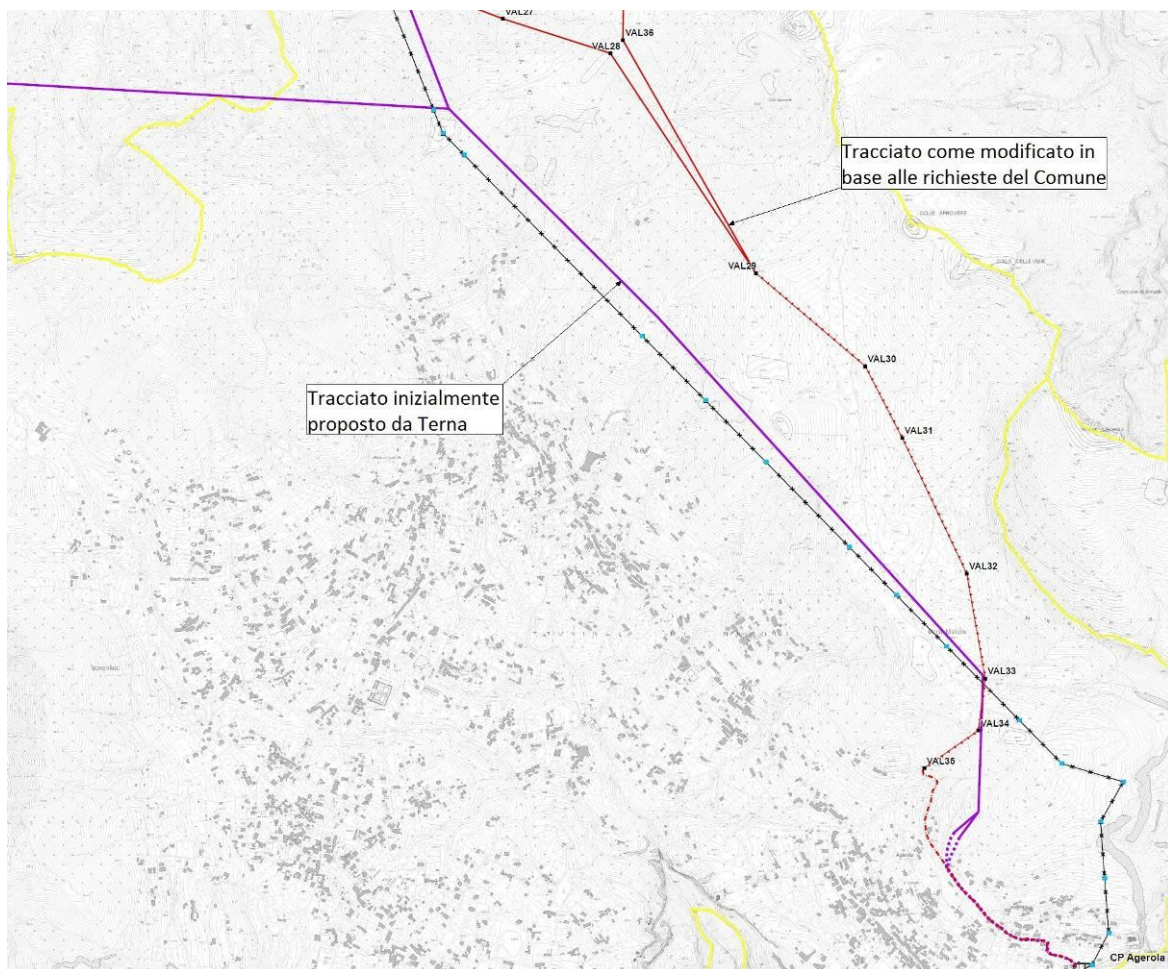 VAL27
VAL36
VAL28
Tracciato come modificato in
base alle richieste del Comune
VAL29
VAL30
Tracciato inizialmente
proposto da Terna
VAL31
VAL32
VAL33
VAL34
VAL35
CP Agerola